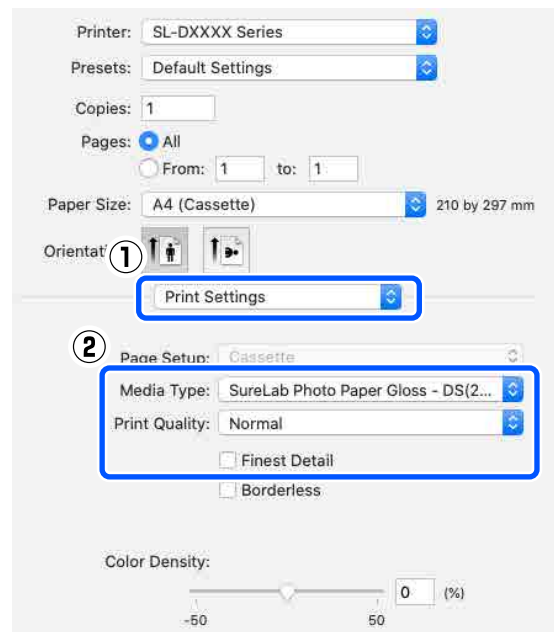 Printer: SL-DXXXX Series
Presets: Default Settings
Copies: 1
Pages: All
From: 1 to: 1
Paper Size: A4 (Cassette) 210 by 297 mm
Orientati
① Print Settings
②
Page Setup: Cassette
Media Type: SureLab Photo Paper Gloss - DS(2...
Print Quality: Normal
Finest Detail
Borderless
Color Density:
0 (%)
-50 50